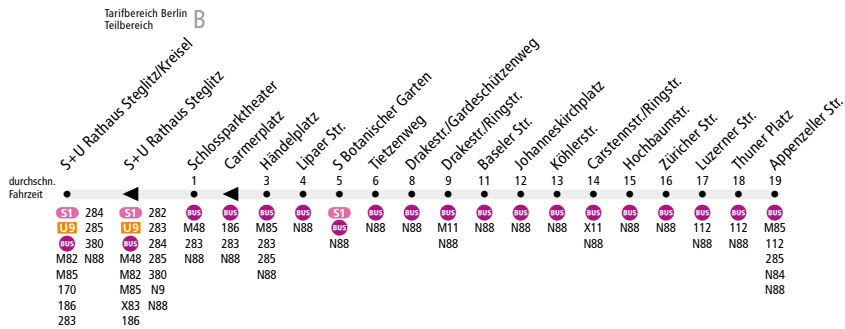 Tarifbereich Berlin
Teilbereich
B
S+U Rathaus Steglitz/Kreisel
S+U Rathaus Steglitz
Schlossparktheater
Carmerplatz
Händelplatz
Lipaer Str.
S Botanischer Garten
Tietzenweg
Drakestr./Gardeschützenweg
Drakestr./Ringstr.
Baseler Str.
Johanneskirchplatz
Köhlerstr.
Carstennstr./Ringstr.
Hochbaumstr.
Züricher Str.
Luzerner Str.
Thuner Platz
Appenzeller Str.
durchschn. 1 3 4 5 6 8 9 11 12 13 14 15 16 17 18 19
Fahrzeit
S1 284 S1 282 BUS BUS BUS BUS S1 BUS BUS BUS BUS BUS BUS BUS BUS BUS BUS BUS BUS
U9 285 U9 283 M48 186 M85 N88 BUS N88 N88 M11 N88 N88 N88 X11 N88 N88 112 112 M85
BUS 380 BUS 284 283 283 283 N88 N88 N88 N88 N88 112
M82 N88 M48 285 N88 N88 285 285
M85 M82 380 N88 N84
170 M85 N9 N88
186 X83 N88
283 186